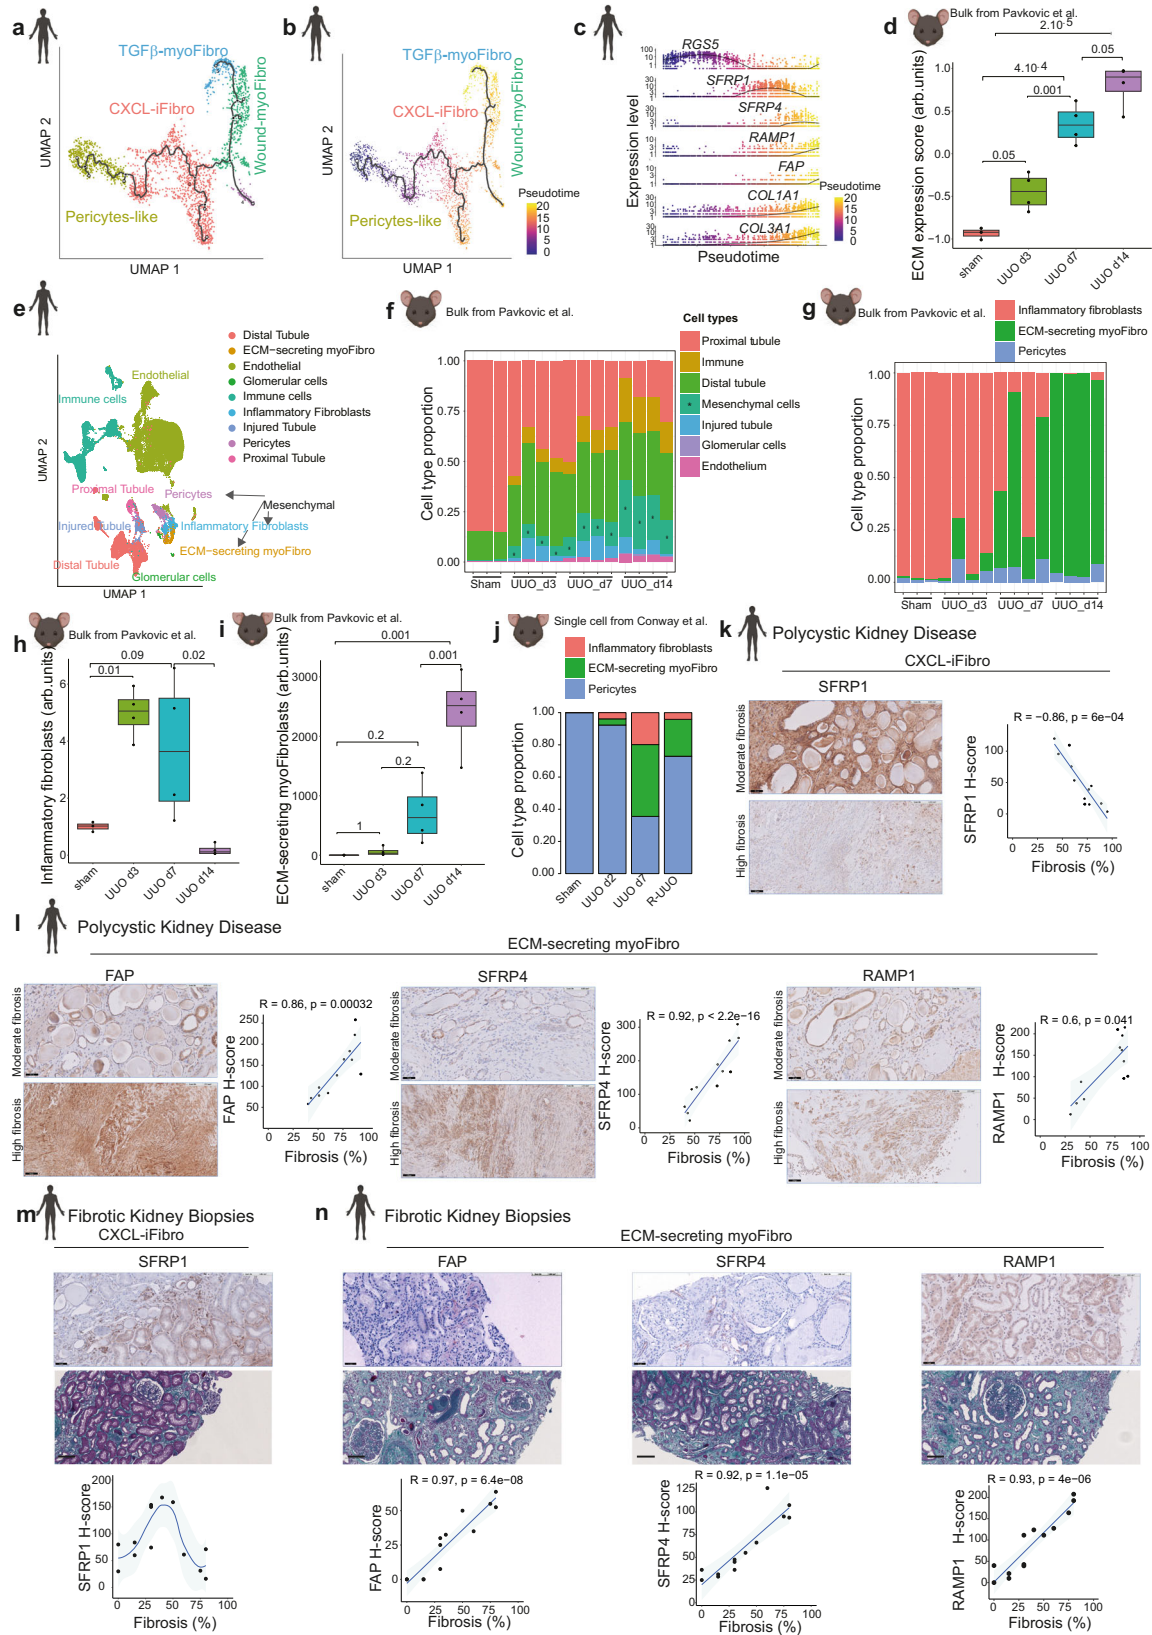 a
TGFβ-myoFibro
CXCL-iFibro
Wound-myoFibro
Pericytes-like
UMAP 2
UMAP 1
b
TGFβ-myoFibro
CXCL-iFibro
Wound-myoFibro
Pericytes-like
UMAP 2
UMAP 1
Pseudotime
20
15
10
5
0
c
RGS5
SFRP1
SFRP4
RAMP1
FAP
COL1A1
COL3A1
Expression level
Pseudotime
Pseudotime
20
15
10
5
0
d
Bulk from Pavkovic et al.
2.10-5
0.05
4.10-4
0.001
0.05
ECM expression score (arb.units)
1.0
0.5
0.0
−0.5
−1.0
sham
UUO d3
UUO d7
UUO d14
e
UMAP 2
UMAP 1
Endothelial
Immune cells
Proximal Tubule
Pericytes
Mesenchymal
Injured Tubule
Inflammatory Fibroblasts
ECM−secreting myoFibro
Distal Tubule
Glomerular cells
Distal Tubule
ECM−secreting myoFibro
Endothelial
Glomerular cells
Immune cells
Inflammatory Fibroblasts
Injured Tubule
Pericytes
Proximal Tubule
f
Bulk from Pavkovic et al.
Cell type proportion
1.00
0.75
0.50
0.25
0.00
Sham
UUO_d3
UUO_d7
UUO_d14
Cell types
Proximal tubule
Immune
Distal tubule
Mesenchymal cells
Injured tubule
Glomerular cells
Endothelium
g
Bulk from Pavkovic et al.
Inflammatory fibroblasts
ECM-secreting myoFibro
Pericytes
Cell type proportion
1.00
0.75
0.50
0.25
0.00
Sham
UUO_d3
UUO_d7
UUO_d14
h
Bulk from Pavkovic et al.
0.09
0.02
0.01
Inflammatory fibroblasts (arb.units)
6
4
2
0
sham
UUO d3
UUO d7
UUO d14
i
Bulk from Pavkovic et al.
0.001
0.001
0.2
0.2
1
ECM-secreting myoFibrolasts (arb.units)
3000
2000
1000
0
sham
UUO d3
UUO d7
UUO d14
j
Single cell from Conway et al.
Inflammatory fibroblasts
ECM-secreting myoFibro
Pericytes
Cell type proportion
1.00
0.80
0.60
0.40
0.20
0.00
Sham
UUO d2
UUO d7
R-UUO
k
Polycystic Kidney Disease
CXCL-iFibro
SFRP1
Moderate fibrosis
High fibrosis
R = −0.86, p = 6e−04
SFRP1 H-score
100
50
0
0
25
50
75
100
Fibrosis (%)
l
Polycystic Kidney Disease
ECM-secreting myoFibro
FAP
Moderate fibrosis
High fibrosis
R = 0.86, p = 0.00032
FAP H-score
250
200
150
100
50
0
25
50
75
100
Fibrosis (%)
SFRP4
Moderate fibrosis
High fibrosis
R = 0.92, p < 2.2e−16
SFRP4 H-score
300
200
100
0
0
25
50
75
100
Fibrosis (%)
RAMP1
Moderate fibrosis
High fibrosis
R = 0.6, p = 0.041
RAMP1 H-score
200
150
100
50
0
0
25
50
75
100
Fibrosis (%)
m
Fibrotic Kidney Biopsies
CXCL-iFibro
SFRP1
SFRP1 H-score
200
150
100
50
0
0
25
50
75
100
Fibrosis (%)
n
Fibrotic Kidney Biopsies
ECM-secreting myoFibro
FAP
R = 0.97, p = 6.4e−08
FAP H-score
50
25
0
0
25
50
75
100
Fibrosis (%)
SFRP4
R = 0.92, p = 1.1e−05
SFRP4 H-score
125
100
75
50
25
0
0
25
50
75
100
Fibrosis (%)
RAMP1
R = 0.93, p = 4e−06
RAMP1 H-score
200
150
100
50
0
0
25
50
75
100
Fibrosis (%)